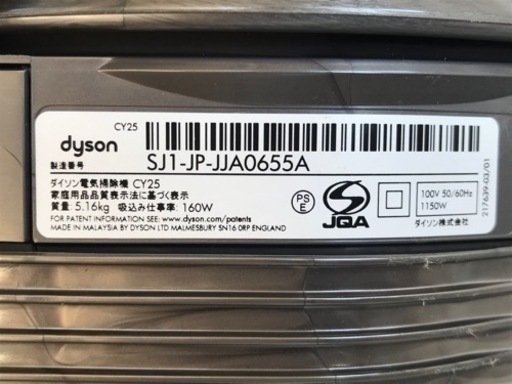 CY25
dyson
製造番号
SJ1-JP-JJA0655A
ダイソン電気掃除機 CY25
家庭用品品質表示法に基づく表示
質量: 5.16kg 吸込み仕事率: 160W
FOR PATENT INFORMATION SEE: www.dyson.com/patents
MADE IN MALAYSIA BY DYSON LTD MALMESBURY SN16 0RP ENGLAND
PS
E
S
JQA
100V 50/60Hz
1150W
ダイソン株式会社
217639-03/01